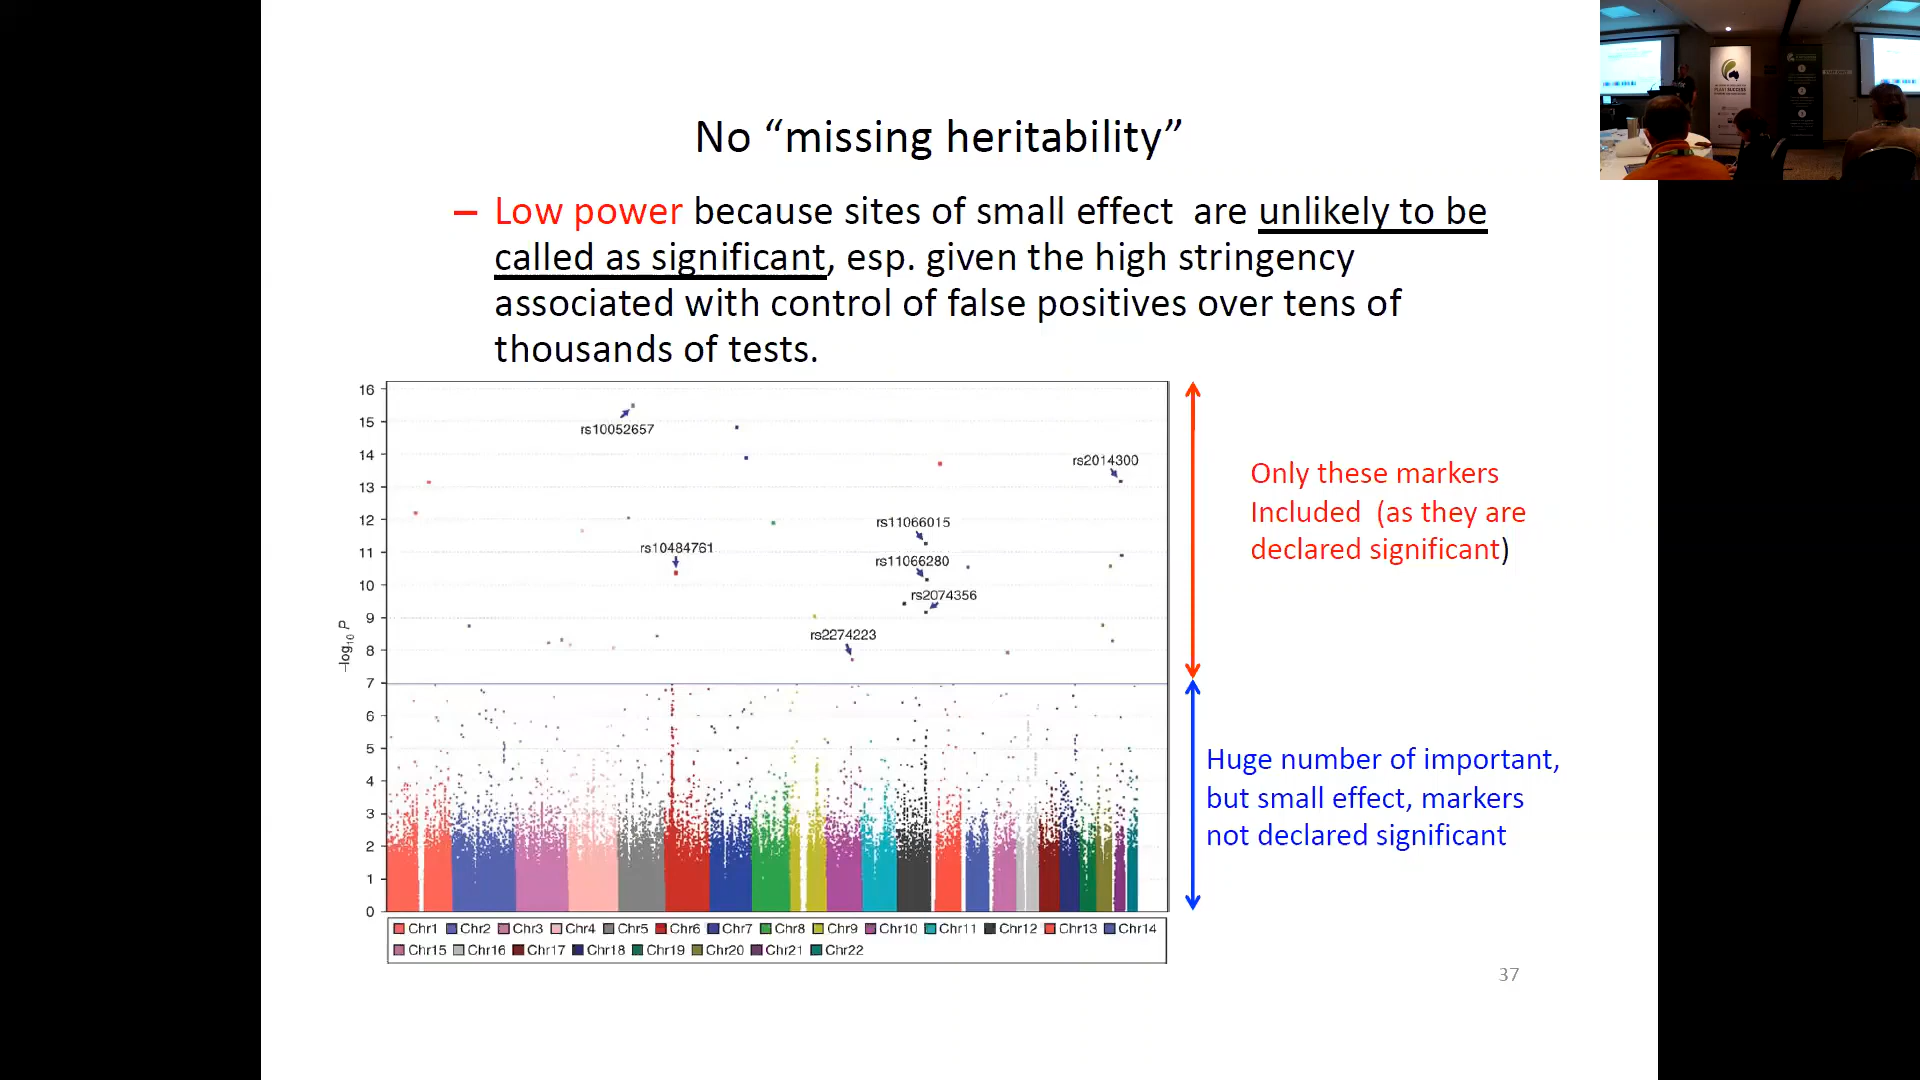 No “missing heritability”
– Low power because sites of small effect are unlikely to be
called as significant, esp. given the high stringency
associated with control of false positives over tens of
thousands of tests.
16
15
14
13
12
11
10
9
8
7
6
5
4
3
2
1
0
–log10 P
rs10052657
rs2014300
rs11066015
rs10484761
rs11066280
rs2074356
rs2274223
Only these markers
Included (as they are
declared significant)
Huge number of important,
but small effect, markers
not declared significant
Chr1 Chr2 Chr3 Chr4 Chr5 Chr6 Chr7 Chr8 Chr9 Chr10 Chr11 Chr12 Chr13 Chr14
Chr15 Chr16 Chr17 Chr18 Chr19 Chr20 Chr21 Chr22
37
PLANT SUCCESS